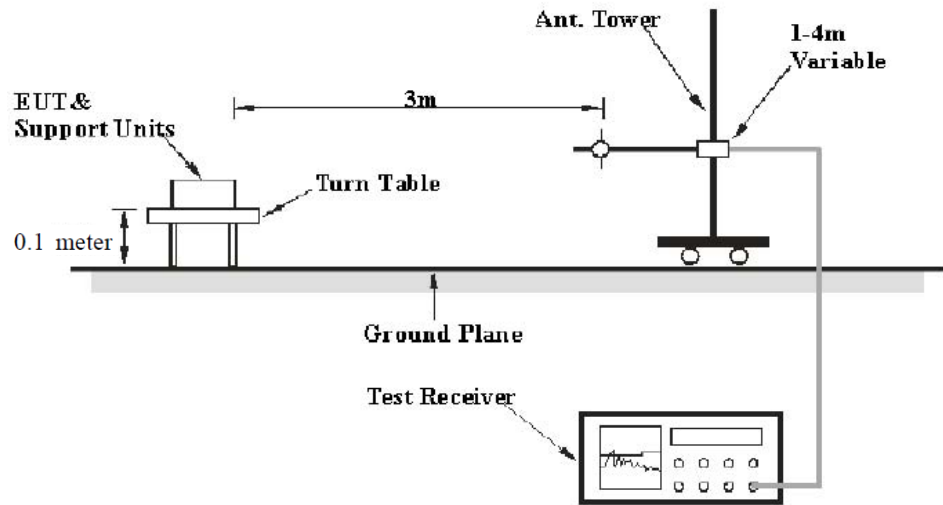 Ant. Tower
1-4m
Variable
EUT&
Support Units
3m
Turn Table
0.1 meter
Ground Plane
Test Receiver